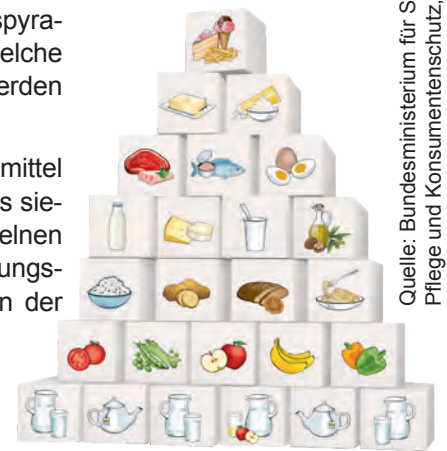 spyra-
elche
erden
mittel
s sie-
elnen
ungs-
n der
Quelle: Bundesministerium für S
Pflege und Konsumentenschutz,